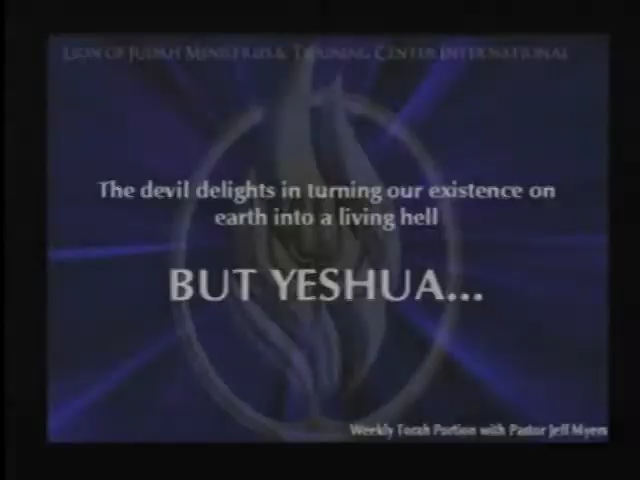 LION OF JUDAH MINISTRIES & TRAINING CENTER INTERNATIONAL
The devil delights in turning our existence on
earth into a living hell
BUT YESHUA...
Weekly Torah Portion with Pastor Jeff Myers